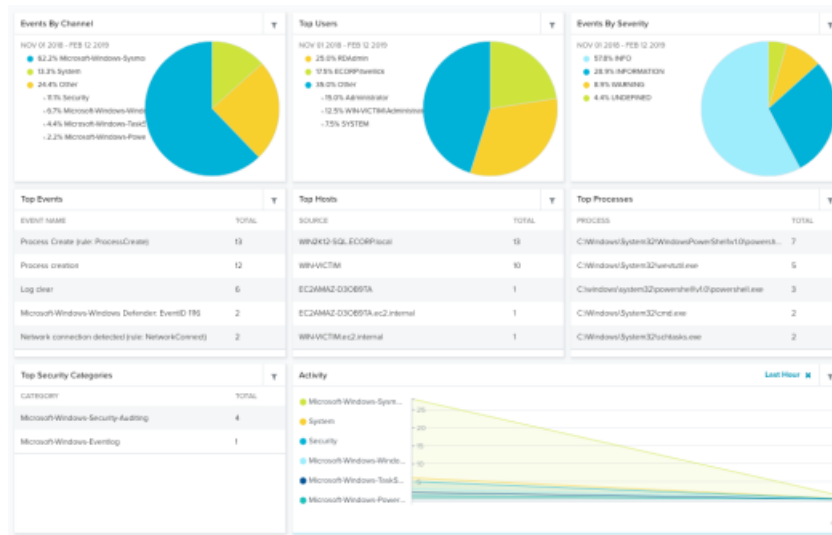 Events By Channel
NOV 01 2018 - FEB 12 2019
62.2% Microsoft-Windows-Sysmo
13.3% System
24.4% Other
- 11.1% Security
- 6.7% Microsoft-Windows-Windo
- 4.4% Microsoft-Windows-TaskS
- 2.2% Microsoft-Windows-Powe
Top Users
NOV 01 2018 - FEB 12 2019
25.0% RDAdmin
17.5% ECORP\
35.0% Other
- 15.0% Administrator
- 12.5% WIN-VICTIM\Administrator
- 7.5% SYSTEM
Events By Severity
NOV 01 2018 - FEB 12 2019
57.8% INFO
28.9% INFORMATION
8.9% WARNING
4.4% UNDEFINED
Top Events
EVENT NAME TOTAL
Process Create (rule: ProcessCreate) 13
Process creation 12
Log clear 6
Microsoft-Windows-Windows Defender: EventID 1116 2
Network connection detected (rule: NetworkConnect) 2
Top Hosts
SOURCE TOTAL
WIN2K12-SQL.ECORP.local 13
WIN-VICTIM 10
EC2AMAZ-D3OB9TA 1
EC2AMAZ-D3OB9TA.ec2.internal 1
WIN-VICTIM.ec2.internal 1
Top Processes
PROCESS TOTAL
C:\Windows\System32\WindowsPowerShell\v1.0\powersh... 7
C:\Windows\System32\wevtutil.exe 5
C:\windows\system32\powershell\v1.0\powershell.exe 3
C:\Windows\System32\cmd.exe 2
C:\Windows\System32\schtasks.exe 2
Top Security Categories
CATEGORY TOTAL
Microsoft-Windows-Security-Auditing 4
Microsoft-Windows-Eventlog 1
Activity
Last Hour ×
Microsoft-Windows-Sysm...
System
Security
Microsoft-Windows-Windo...
Microsoft-Windows-TaskS...
Microsoft-Windows-Power...
25
20
15
10
5